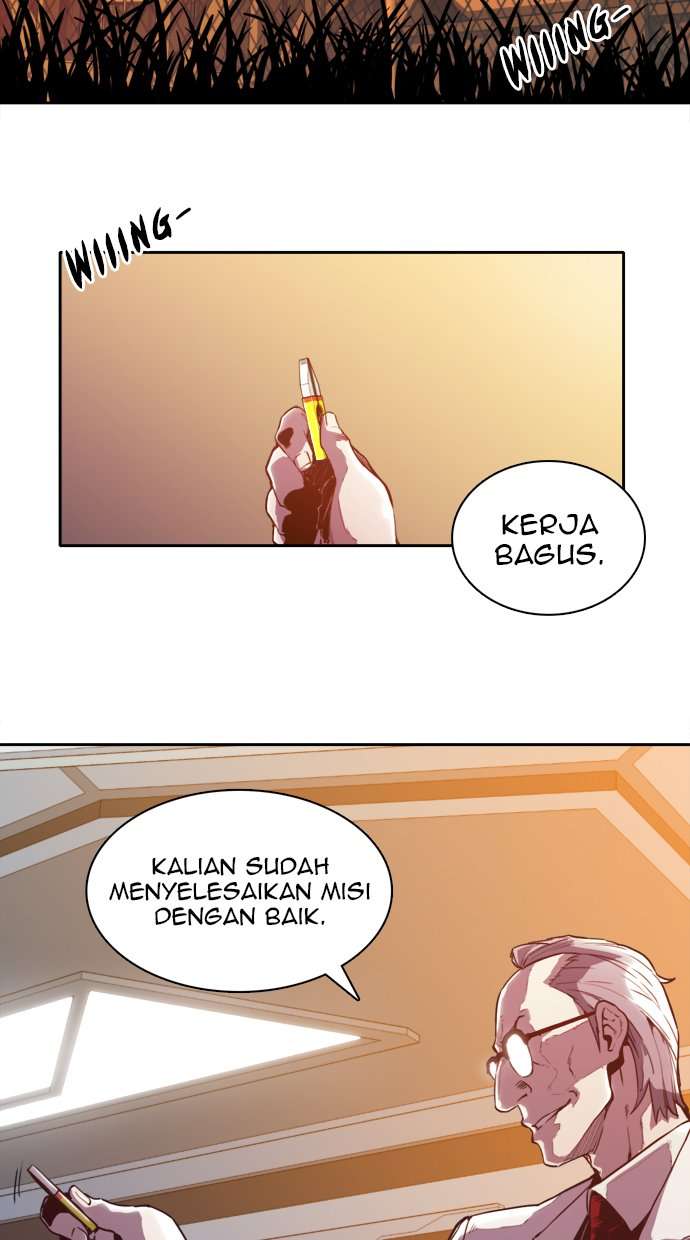 WIIING-
WIIING-
KERJA
BAGUS.
KALIAN SUDAH
MENYELESAIKAN MISI
DENGAN BAIK.